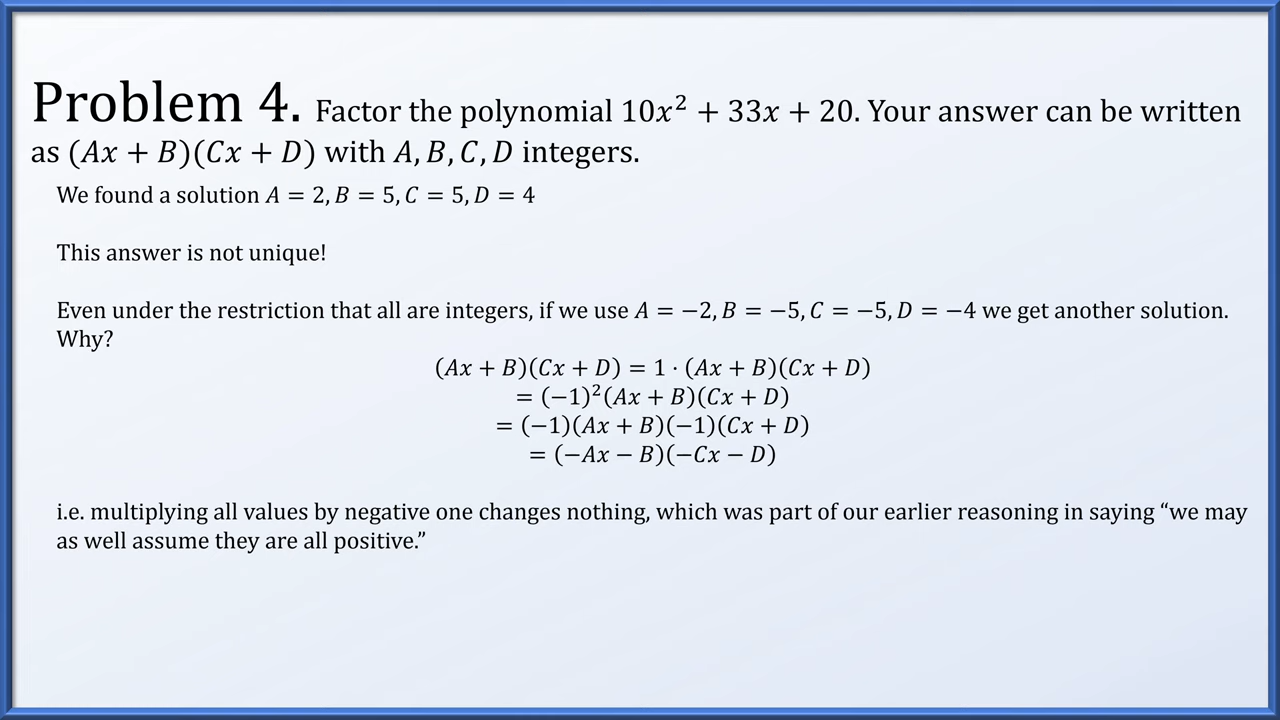 Problem 4. Factor the polynomial 10x² + 33x + 20. Your answer can be written
as (Ax + B)(Cx + D) with A, B, C, D integers.
We found a solution A = 2, B = 5, C = 5, D = 4
This answer is not unique!
Even under the restriction that all are integers, if we use A = −2, B = −5, C = −5, D = −4 we get another solution.
Why?
(Ax + B)(Cx + D) = 1 · (Ax + B)(Cx + D)
= (−1)²(Ax + B)(Cx + D)
= (−1)(Ax + B)(−1)(Cx + D)
= (−Ax − B)(−Cx − D)
i.e. multiplying all values by negative one changes nothing, which was part of our earlier reasoning in saying “we may
as well assume they are all positive.”